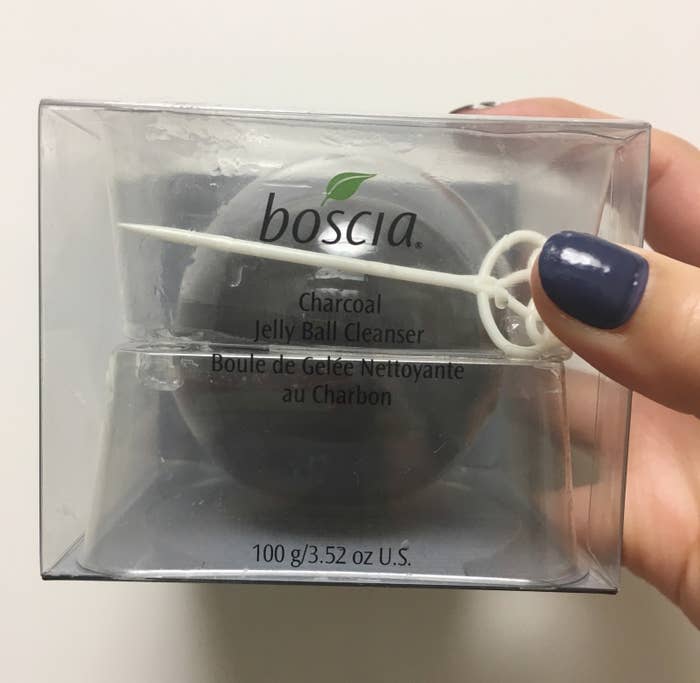 boscia®
Charcoal
Jelly Ball Cleanser
Boule de Gelée Nettoyante
au Charbon
100 g/3.52 oz U.S.